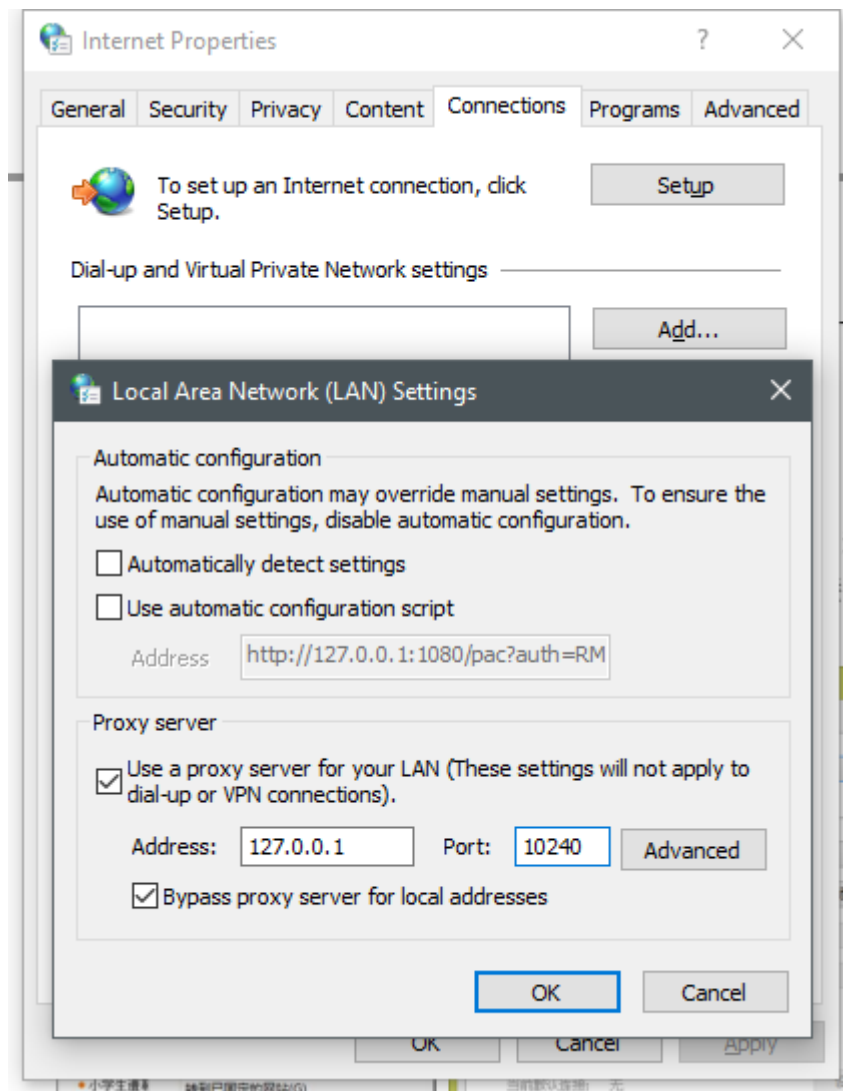 Internet Properties
General Security Privacy Content Connections Programs Advanced
To set up an Internet connection, click
Setup.
Setup
Dial-up and Virtual Private Network settings
Add...
Local Area Network (LAN) Settings
Automatic configuration
Automatic configuration may override manual settings. To ensure the
use of manual settings, disable automatic configuration.
Automatically detect settings
Use automatic configuration script
Address http://127.0.0.1:1080/pac?auth=RM
Proxy server
Use a proxy server for your LAN (These settings will not apply to
dial-up or VPN connections).
Address: 127.0.0.1 Port: 10240 Advanced
Bypass proxy server for local addresses
OK Cancel
OK Cancel Apply